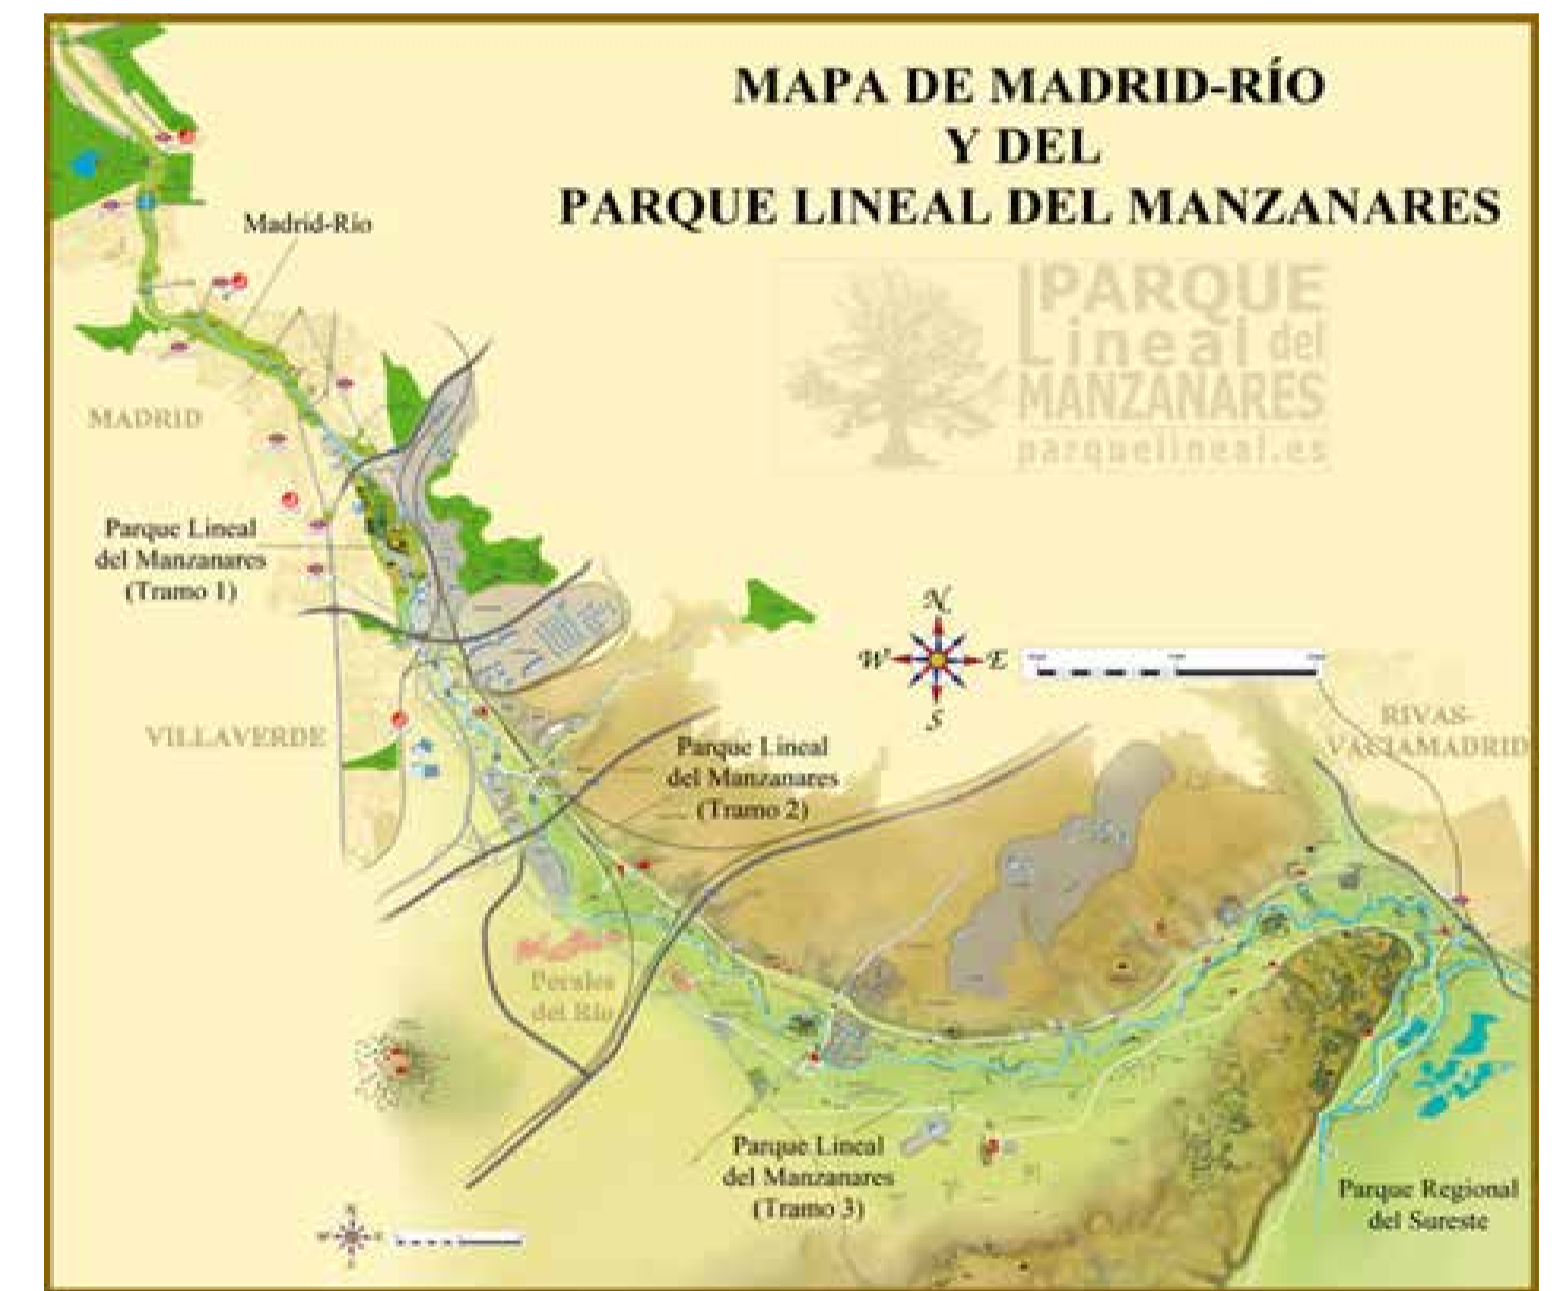 MAPA DE MADRID-RÍO
Y DEL
PARQUE LINEAL DEL MANZANARES
Madrid-Río
PARQUE
Lineal del
MANZANARES
parquelineal.es
MADRID
Parque Lineal
del Manzanares
(Tramo 1)
N
W E
S
VILLAVERDE
RIVAS-
VACIAMADRID
Parque Lineal
del Manzanares
(Tramo 2)
Perales
del Río
Parque Lineal
del Manzanares
(Tramo 3)
Parque Regional
del Sureste